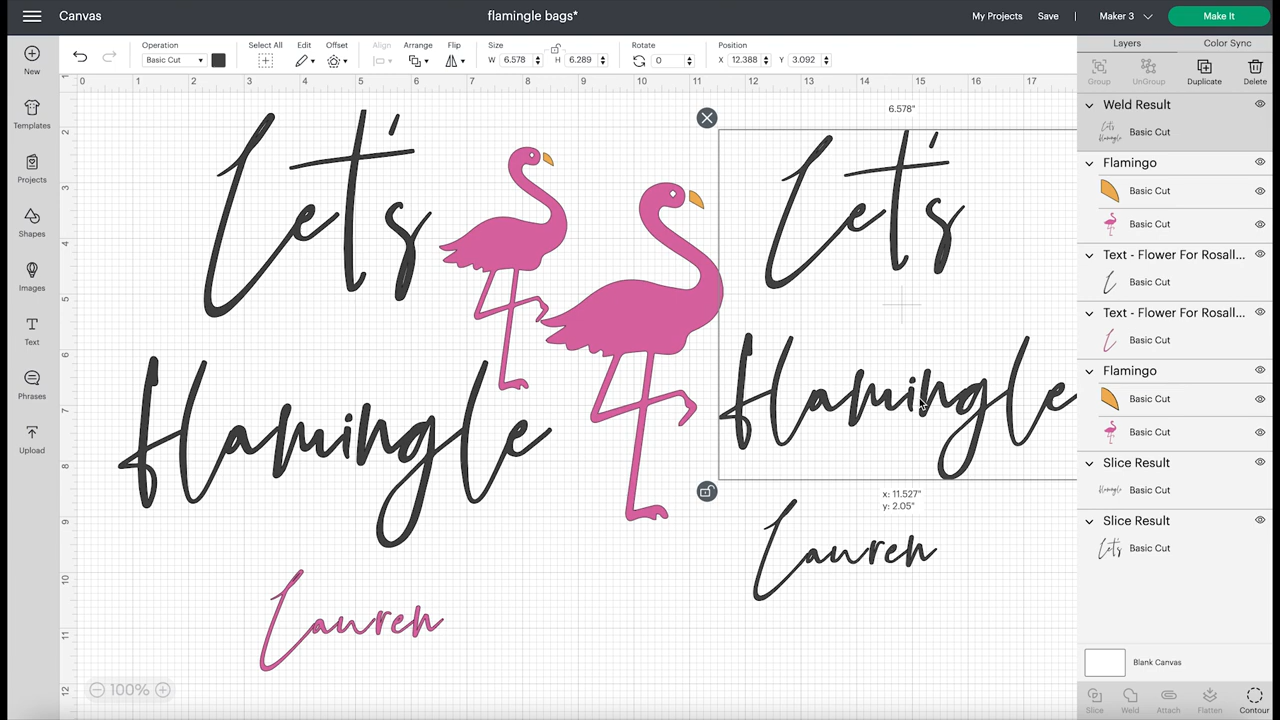 Canvas
flamingle bags*
My Projects
Save
Maker 3
Make It
Operation
Basic Cut
Select All
Edit
Offset
Align
Arrange
Flip
Size
W 6.578
H 6.289
Rotate
0
Position
X 12.388
Y 3.092
Layers
Color Sync
Group
UnGroup
Duplicate
Delete
New
Templates
Projects
Shapes
Images
Text
Phrases
Upload
0 1 2 3 4 5 6 7 8 9 10 11 12 13 14 15 16 17
1
2
3
4
5
6
7
8
9
10
11
12
Let's
flamingle
Lauren
6.578"
Let's
flamingle
x: 11.527"
y: 2.05"
Lauren
Weld Result
Let's
flamingle
Basic Cut
Flamingo
Basic Cut
Basic Cut
Text - Flower For Rosall...
L
Basic Cut
Text - Flower For Rosall...
L
Basic Cut
Flamingo
Basic Cut
Basic Cut
Slice Result
flamingle
Basic Cut
Slice Result
Let's
Basic Cut
Blank Canvas
100%
Slice
Weld
Attach
Flatten
Contour